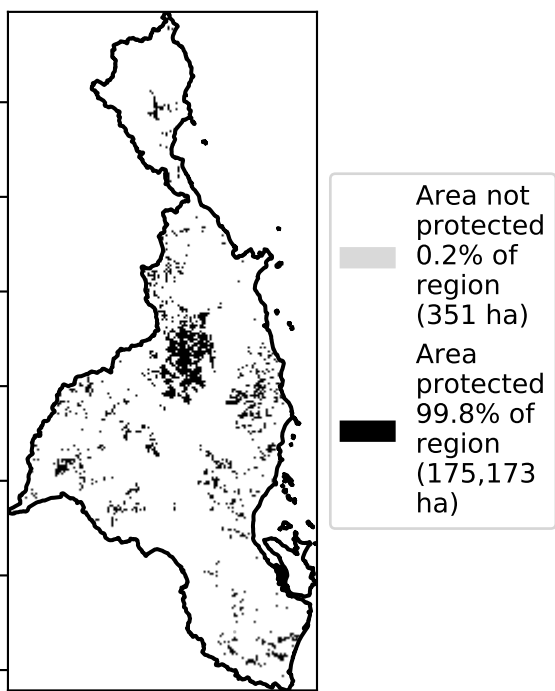 Area not
protected
0.2% of
region
(351 ha)
Area
protected
99.8% of
region
(175,173
ha)